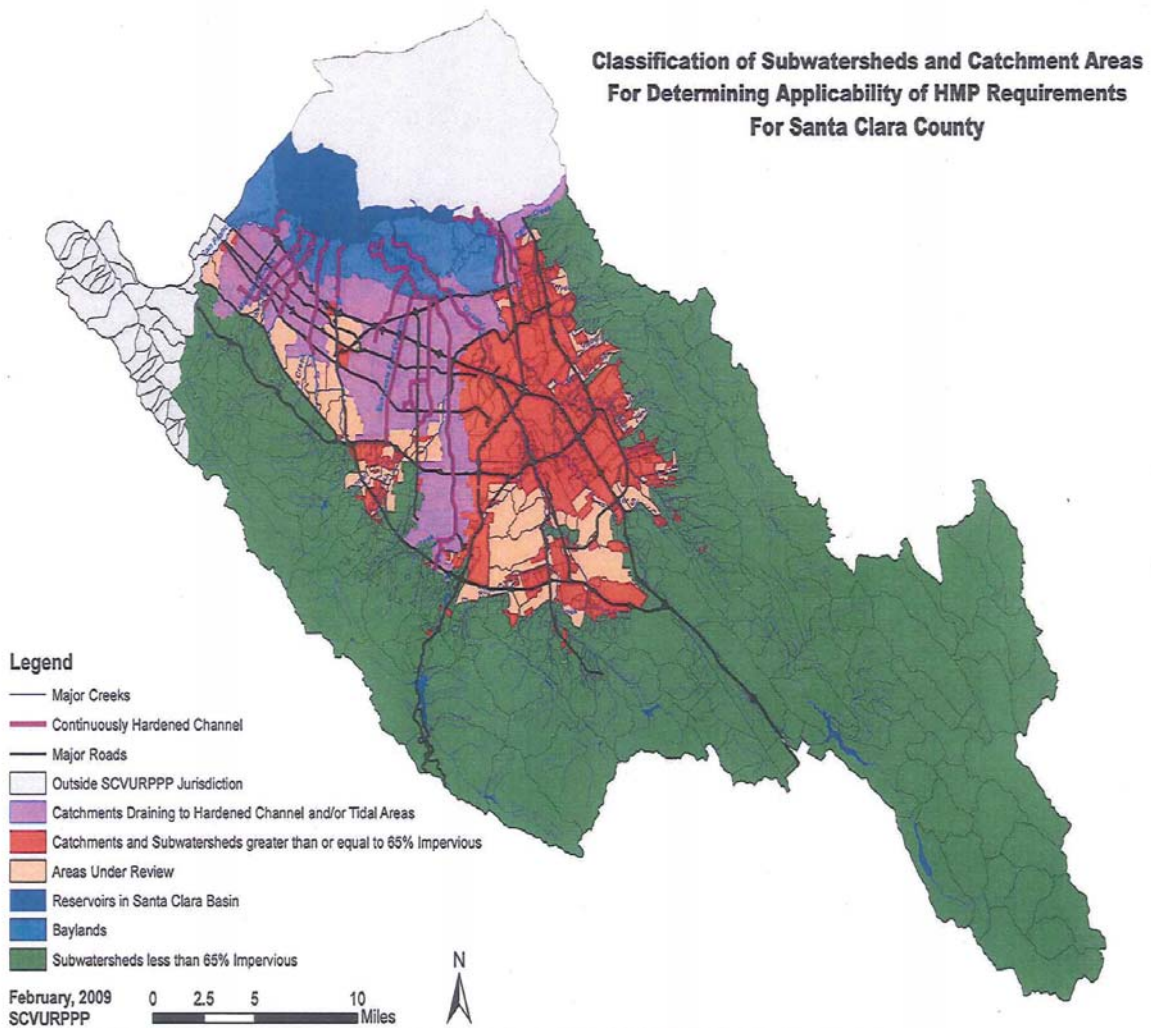 Classification of Subwatersheds and Catchment Areas
For Determining Applicability of HMP Requirements
For Santa Clara County
Legend
Major Creeks
Continuously Hardened Channel
Major Roads
Outside SCVURPPP Jurisdiction
Catchments Draining to Hardened Channel and/or Tidal Areas
Catchments and Subwatersheds greater than or equal to 65% Impervious
Areas Under Review
Reservoirs in Santa Clara Basin
Baylands
Subwatersheds less than 65% Impervious
N
February, 2009
SCVURPPP
0 2.5 5 10
Miles